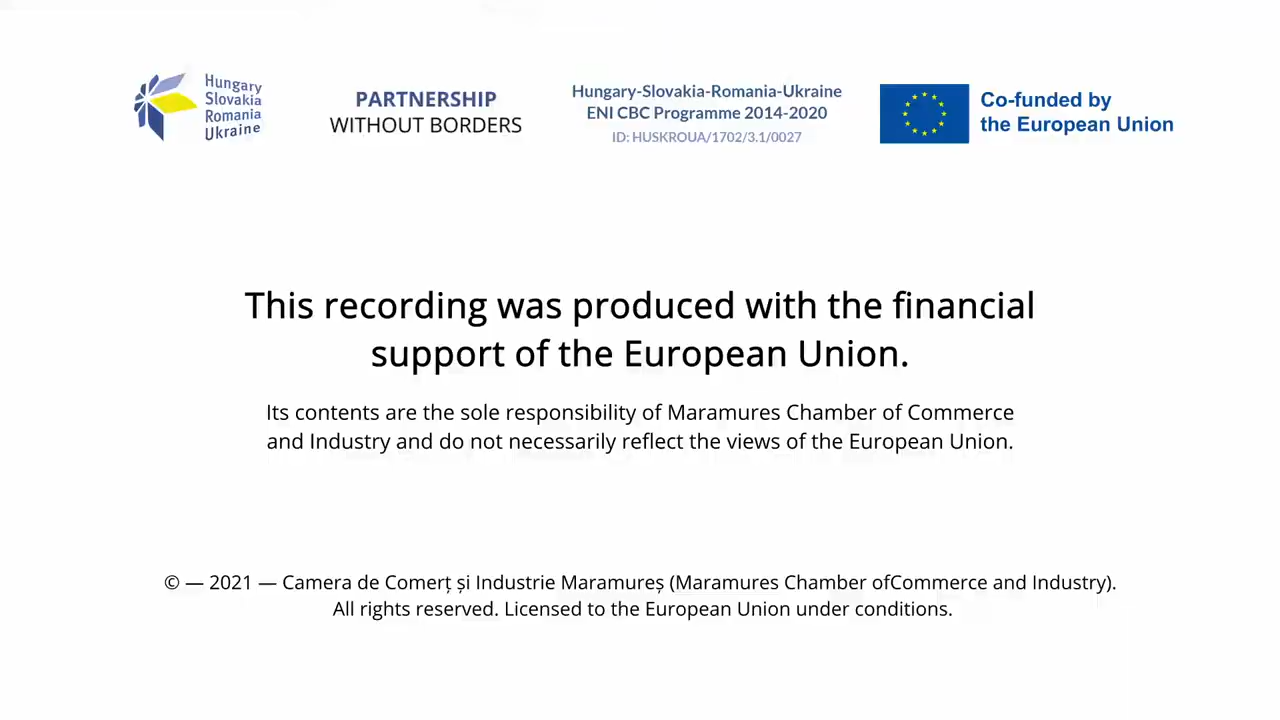 Hungary
Slovakia
Romania
Ukraine
PARTNERSHIP
WITHOUT BORDERS
Hungary-Slovakia-Romania-Ukraine
ENI CBC Programme 2014-2020
ID: HUSKROUA/1702/3.1/0027
Co-funded by
the European Union
This recording was produced with the financial
support of the European Union.
Its contents are the sole responsibility of Maramures Chamber of Commerce
and Industry and do not necessarily reflect the views of the European Union.
© — 2021 — Camera de Comerț și Industrie Maramureș (Maramures Chamber ofCommerce and Industry).
All rights reserved. Licensed to the European Union under conditions.